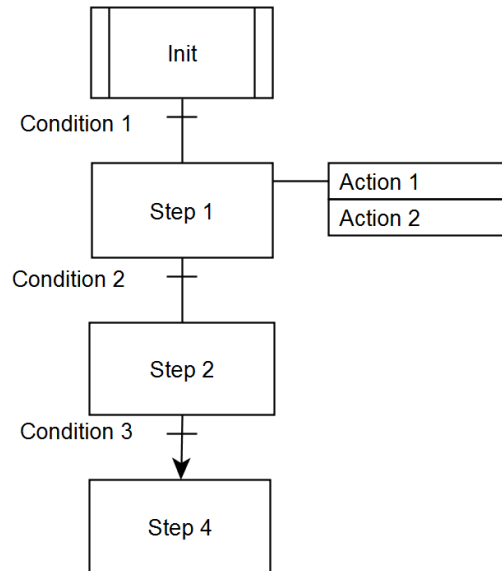 Init
Condition 1
Step 1
Action 1
Action 2
Condition 2
Step 2
Condition 3
Step 4